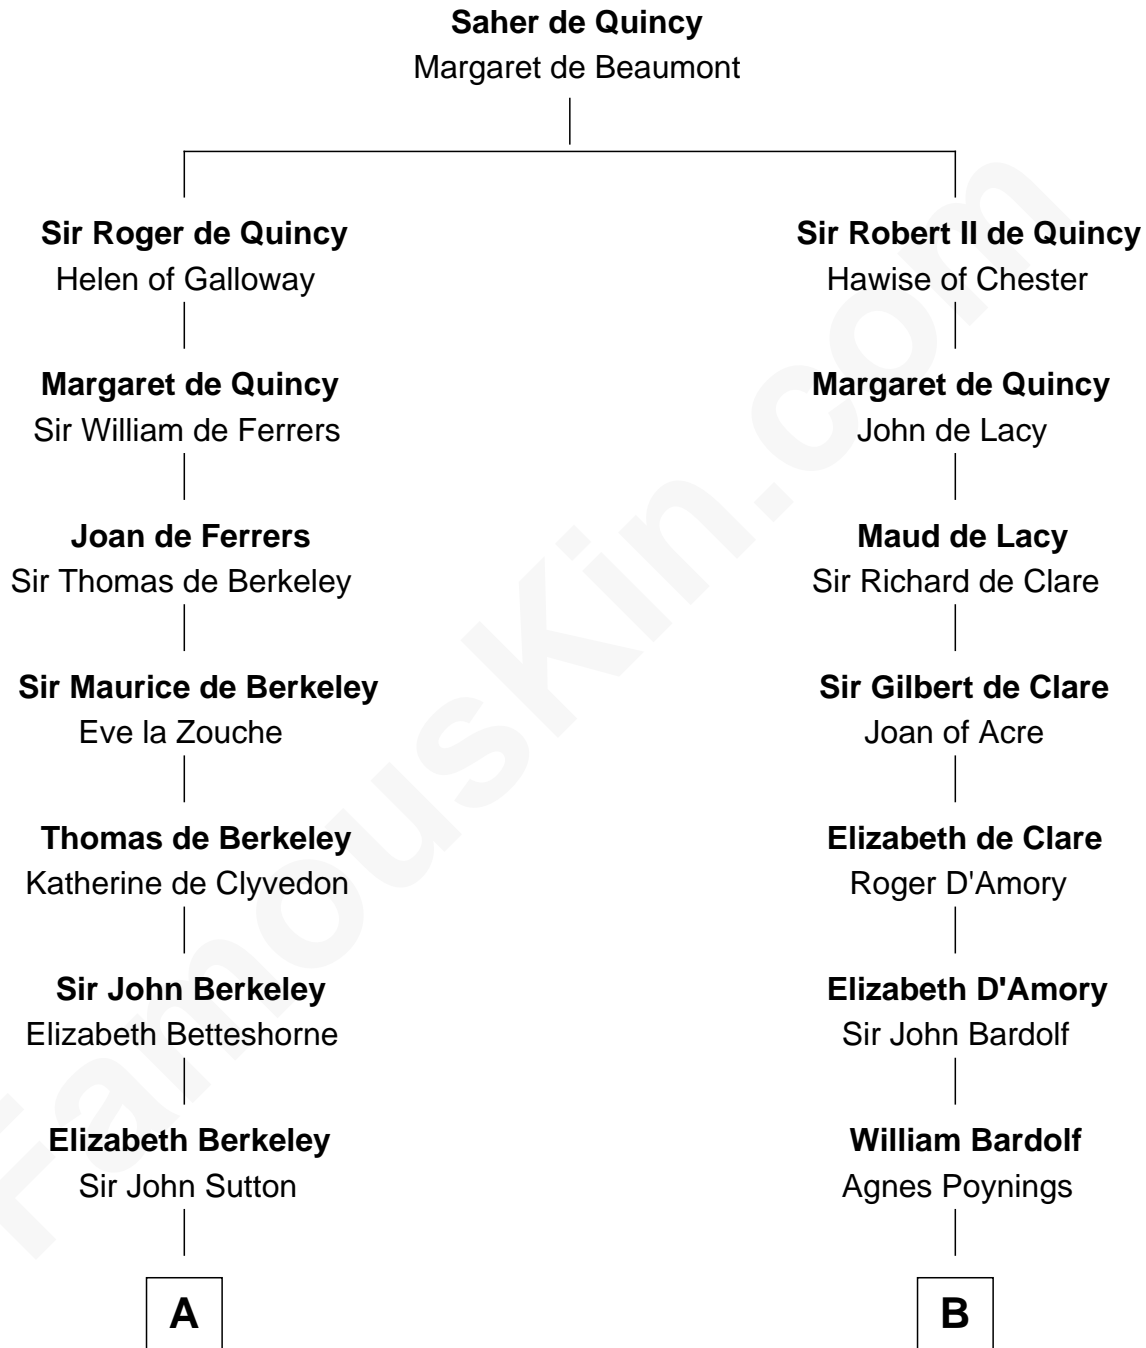 Saher de Quincy
Margaret de Beaumont
Sir Roger de Quincy
Helen of Galloway
Margaret de Quincy
Sir William de Ferrers
Joan de Ferrers
Sir Thomas de Berkeley
Sir Maurice de Berkeley
Eve la Zouche
Thomas de Berkeley
Katherine de Clyvedon
Sir John Berkeley
Elizabeth Betteshorne
Elizabeth Berkeley
Sir John Sutton
A
Sir Robert II de Quincy
Hawise of Chester
Margaret de Quincy
John de Lacy
Maud de Lacy
Sir Richard de Clare
Sir Gilbert de Clare
Joan of Acre
Elizabeth de Clare
Roger D'Amory
Elizabeth D'Amory
Sir John Bardolf
William Bardolf
Agnes Poynings
B
FamousKin.com